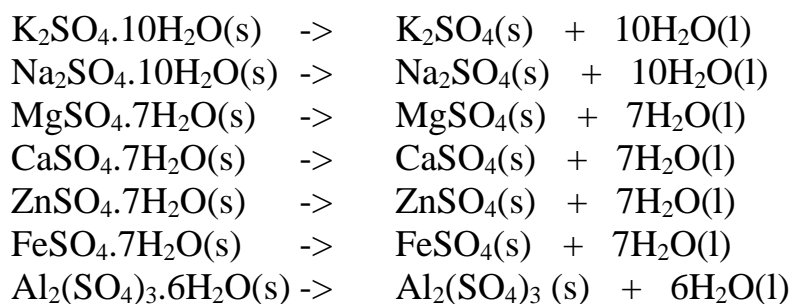 K₂SO₄.10H₂O(s) -> K₂SO₄(s) + 10H₂O(l)
Na₂SO₄.10H₂O(s) -> Na₂SO₄(s) + 10H₂O(l)
MgSO₄.7H₂O(s) -> MgSO₄(s) + 7H₂O(l)
CaSO₄.7H₂O(s) -> CaSO₄(s) + 7H₂O(l)
ZnSO₄.7H₂O(s) -> ZnSO₄(s) + 7H₂O(l)
FeSO₄.7H₂O(s) -> FeSO₄(s) + 7H₂O(l)
Al₂(SO₄)₃.6H₂O(s) -> Al₂(SO₄)₃ (s) + 6H₂O(l)